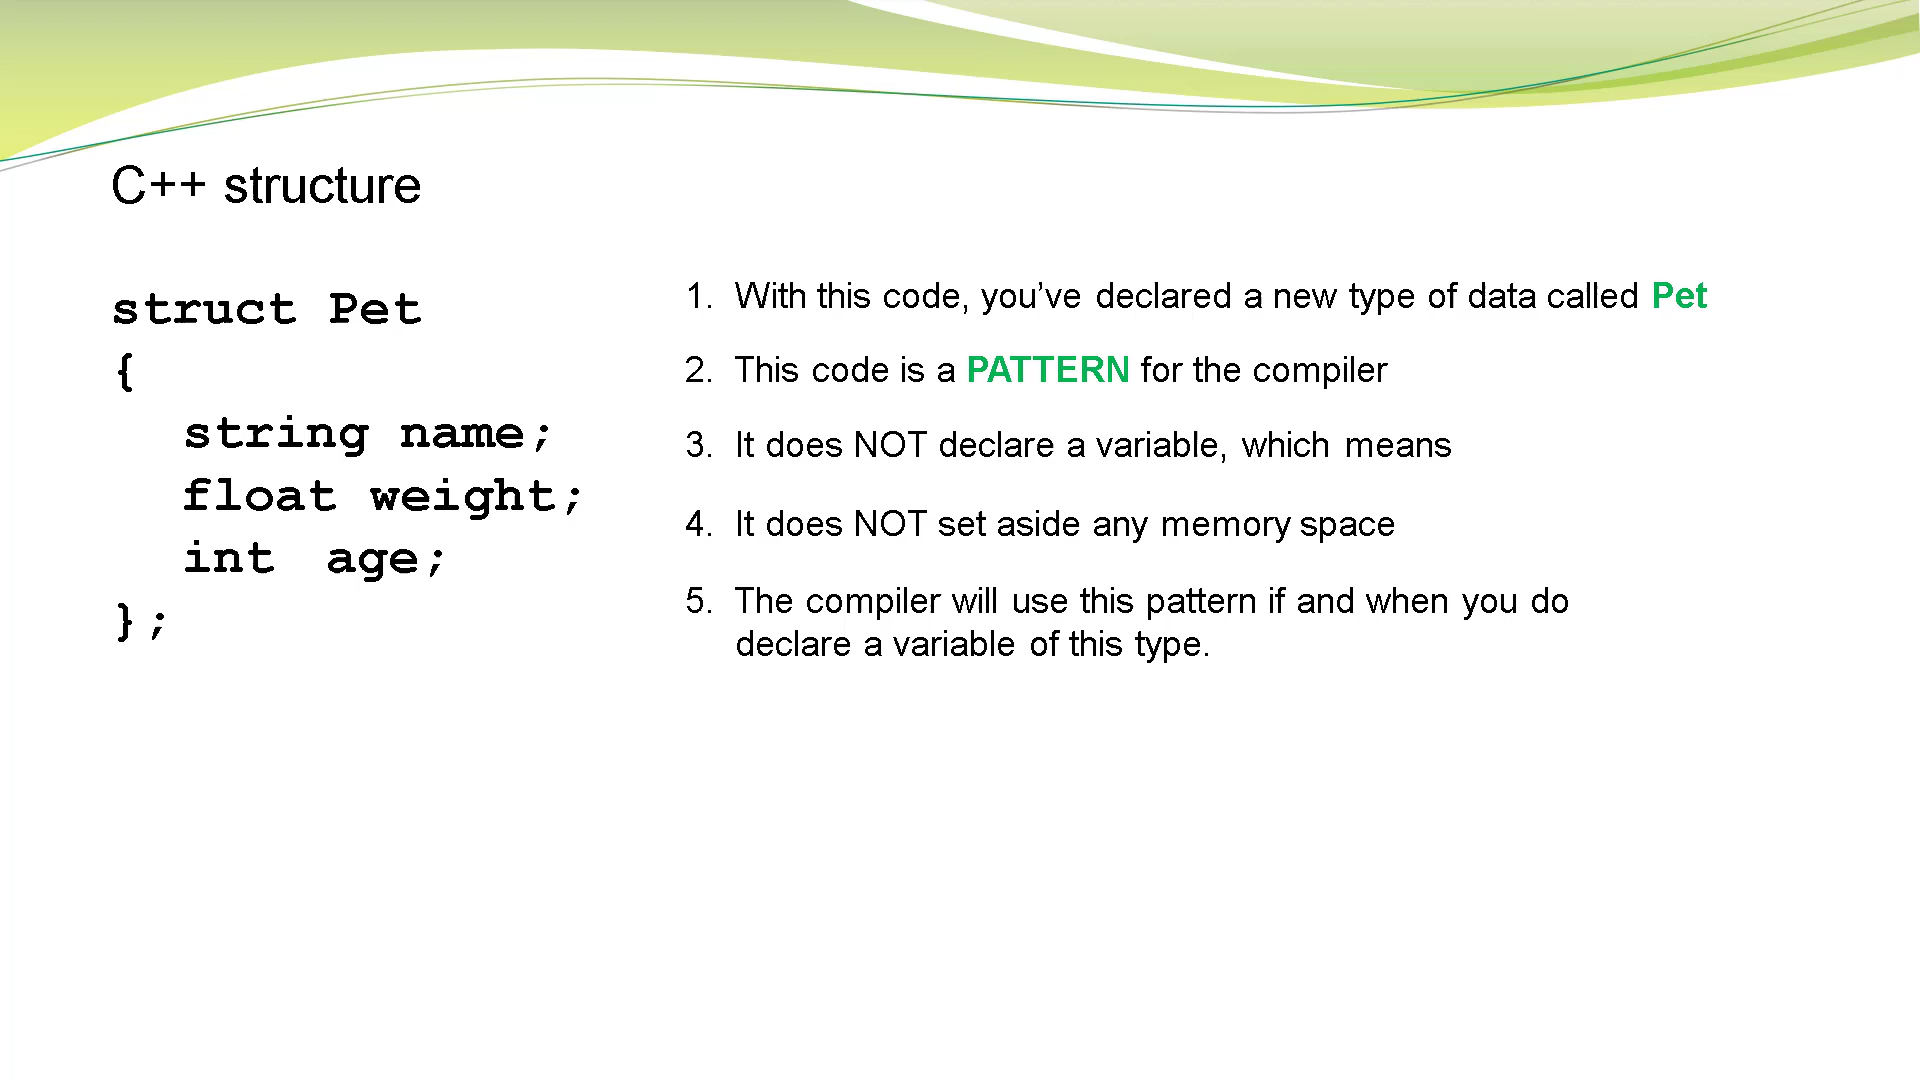 C++ structure
struct Pet
{
string name;
float weight;
int age;
};
1. With this code, you’ve declared a new type of data called Pet
2. This code is a PATTERN for the compiler
3. It does NOT declare a variable, which means
4. It does NOT set aside any memory space
5. The compiler will use this pattern if and when you do
declare a variable of this type.